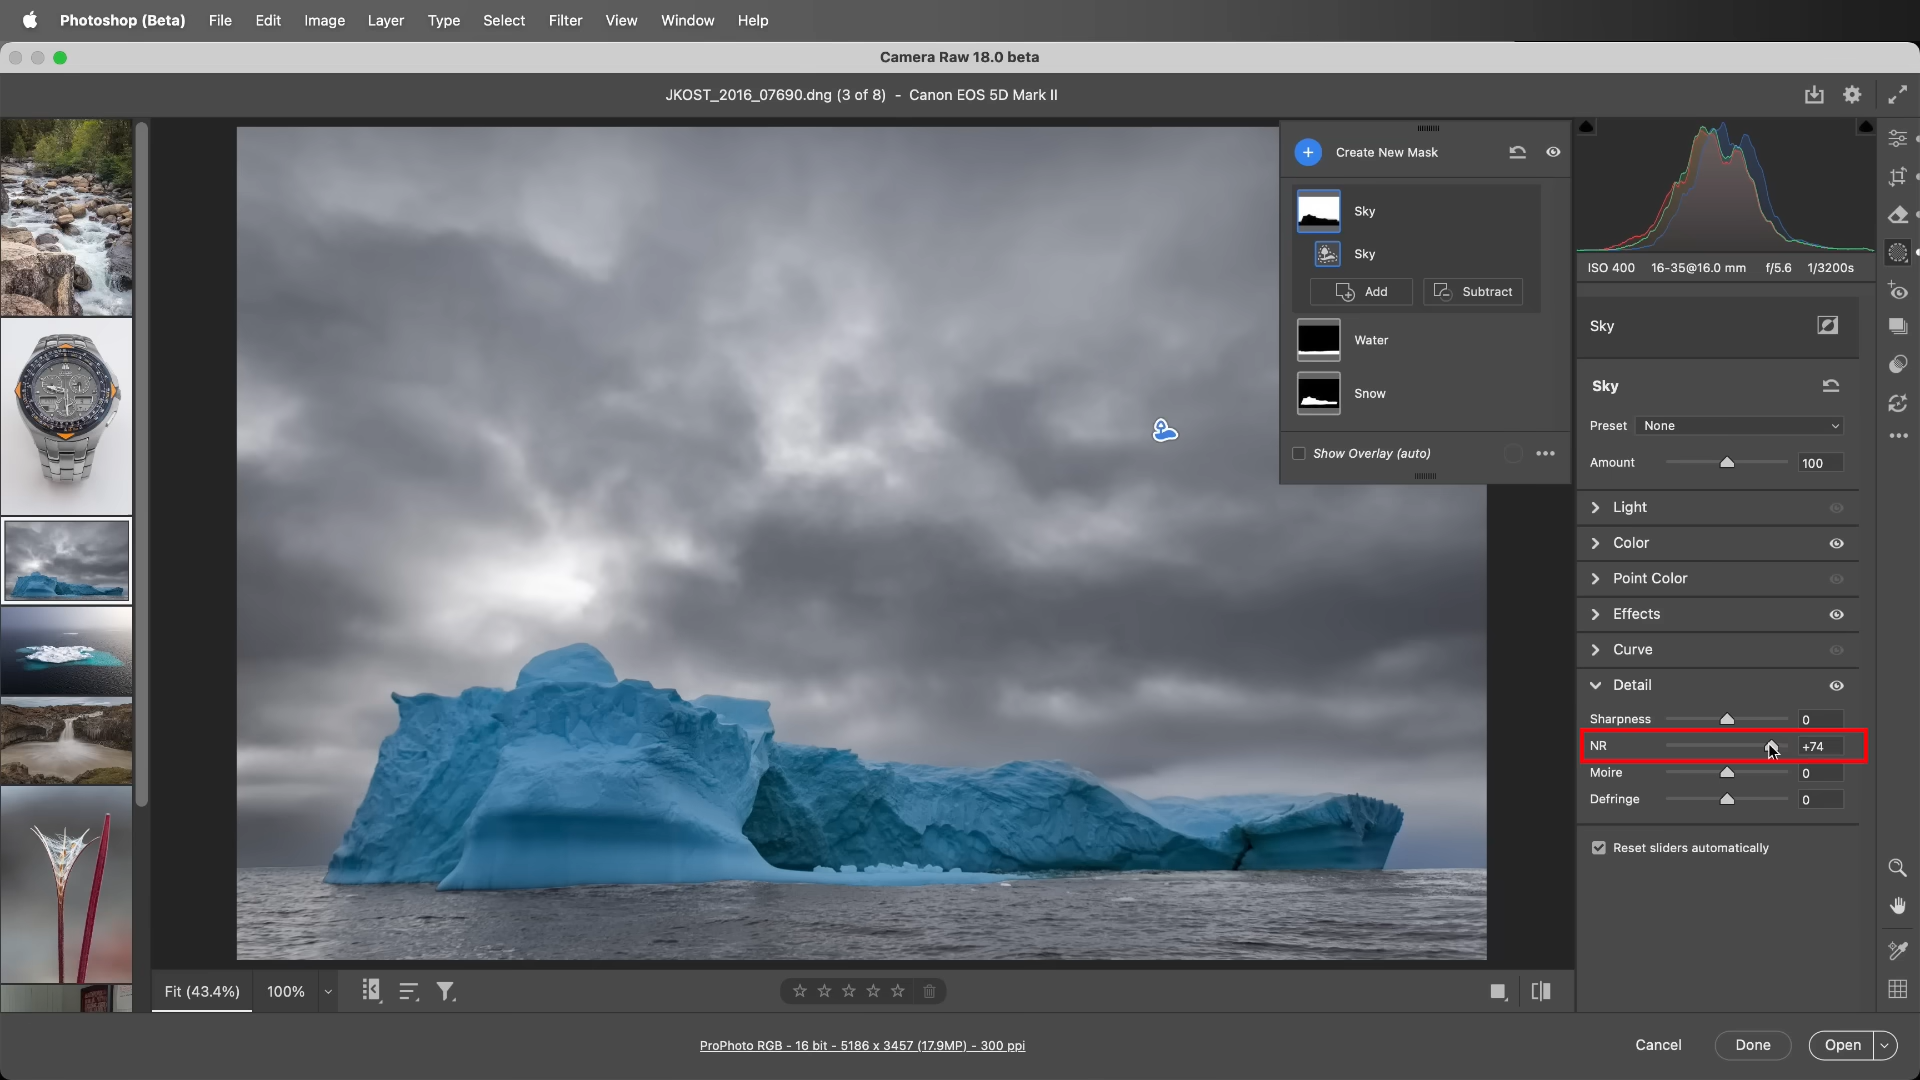 Photoshop (Beta) File Edit Image Layer Type Select Filter View Window Help
Camera Raw 18.0 beta
JKOST_2016_07690.dng (3 of 8) - Canon EOS 5D Mark II
Create New Mask
Sky
Sky
Add Subtract
Water
Snow
Show Overlay (auto)
ISO 400 16-35@16.0 mm f/5.6 1/3200s
Sky
Sky
Preset None
Amount 100
Light
Color
Point Color
Effects
Curve
Detail
Sharpness 0
NR +74
Moire 0
Defringe 0
Reset sliders automatically
Fit (43.4%) 100%
ProPhoto RGB - 16 bit - 5186 x 3457 (17.9MP) - 300 ppi
Cancel Done Open